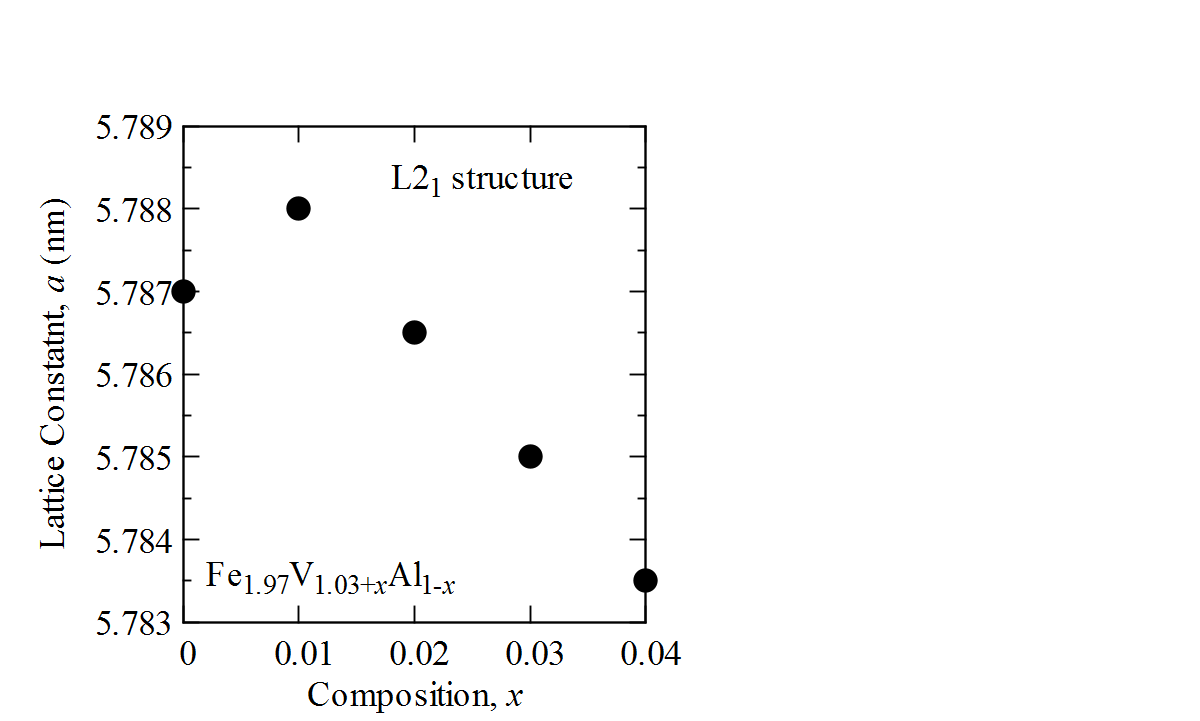 5.789
L2₁ structure
5.788
5.787
5.786
5.785
5.784
Fe₁.₉₇V₁.₀₃₊ₓAl₁₋ₓ
5.783
0 0.01 0.02 0.03 0.04
Composition, x
Lattice Constatnt, a (nm)